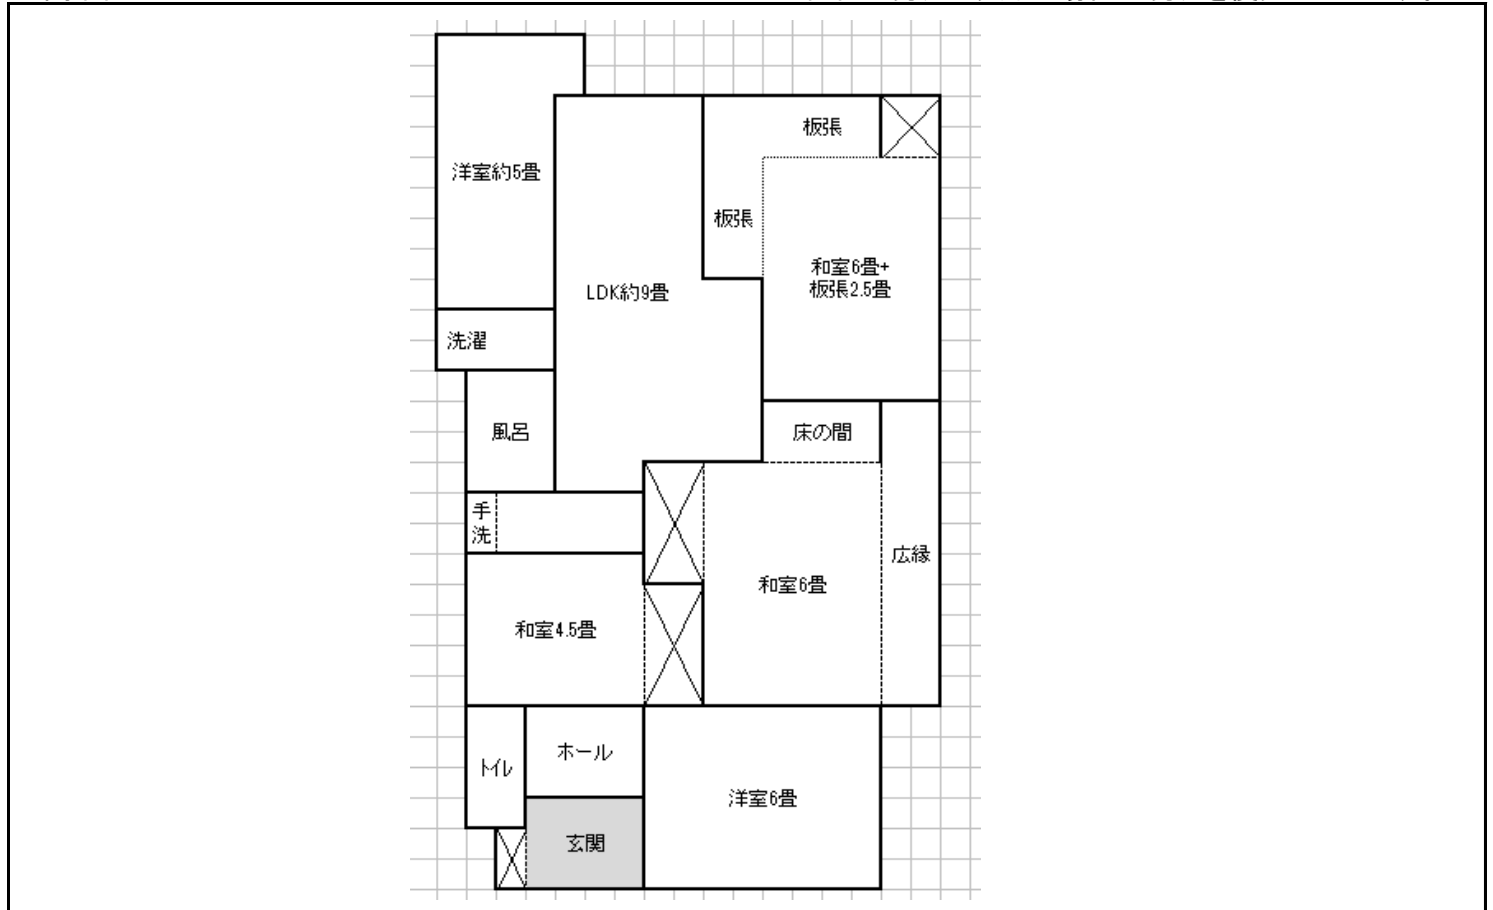 板張
洋室約5畳
板張
和室6畳+
板張2.5畳
LDK約9畳
洗濯
風呂
床の間
手
洗
広縁
和室6畳
和室4.5畳
ホール
トイレ
洋室6畳
玄関